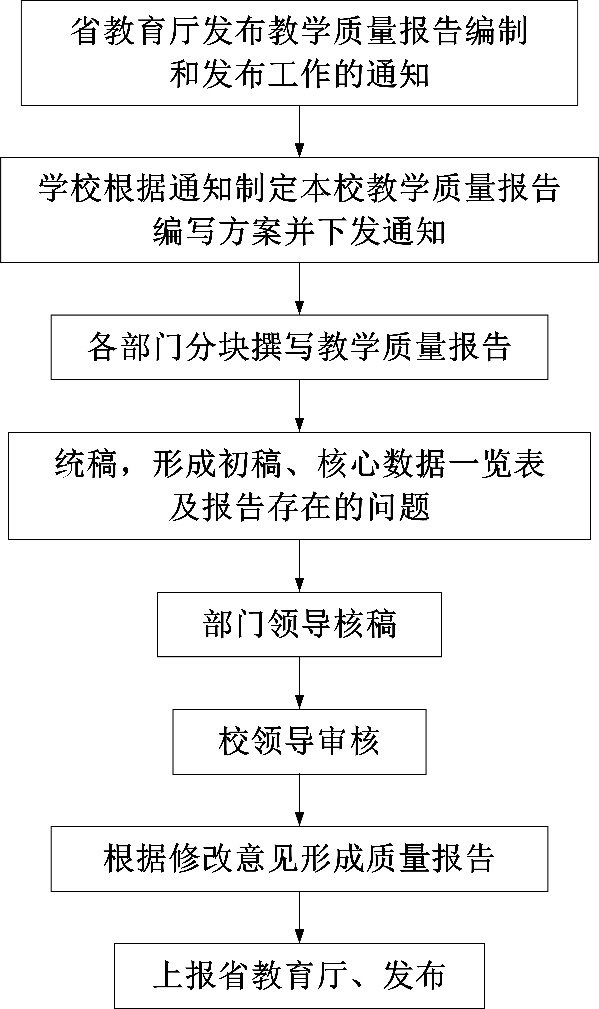 省教育厅发布教学质量报告编制
和发布工作的通知
学校根据通知制定本校教学质量报告
编写方案并下发通知
各部门分块撰写教学质量报告
统稿，形成初稿、核心数据一览表
及报告存在的问题
部门领导核稿
校领导审核
根据修改意见形成质量报告
上报省教育厅、发布